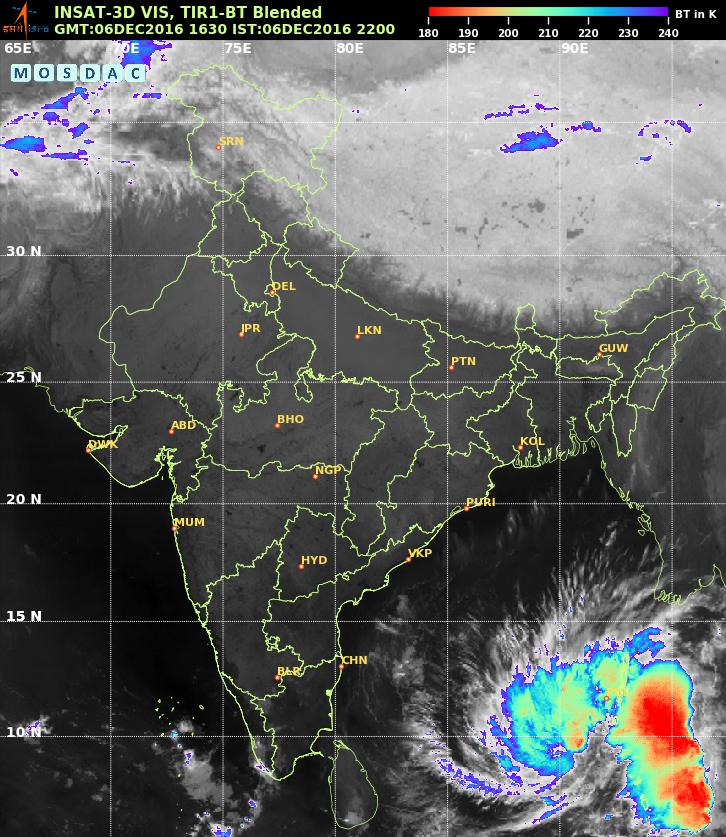 INSAT-3D VIS, TIR1-BT Blended
GMT:06DEC2016 1630 IST:06DEC2016 2200
BT in K
180 190 200 210 220 230 240
65E 70E 75E 80E 85E 90E
MOSDAC
SRN
30 N
DEL
JPR
LKN
GUW
PTN
25 N
ABD
BHO
DWK
KOL
NGP
20 N
PURI
MUM
VKP
HYD
15 N
CHN
BLR
10 N